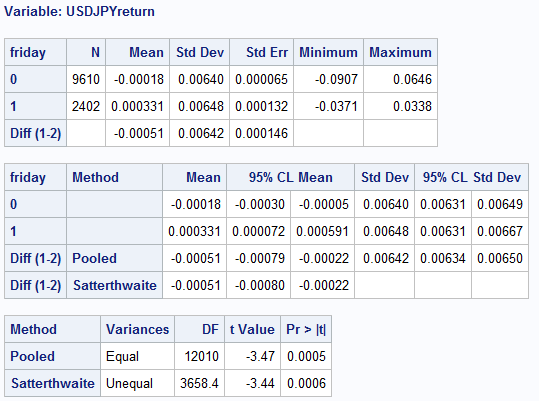 Variable: USDJPYreturn
friday N Mean Std Dev Std Err Minimum Maximum
0 9610 -0.00018 0.00640 0.000065 -0.0907 0.0646
1 2402 0.000331 0.00648 0.000132 -0.0371 0.0338
Diff (1-2) -0.00051 0.00642 0.000146
friday Method Mean 95% CL Mean Std Dev 95% CL Std Dev
0 -0.00018 -0.00030 -0.00005 0.00640 0.00631 0.00649
1 0.000331 0.000072 0.000591 0.00648 0.00631 0.00667
Diff (1-2) Pooled -0.00051 -0.00079 -0.00022 0.00642 0.00634 0.00650
Diff (1-2) Satterthwaite -0.00051 -0.00080 -0.00022
Method Variances DF t Value Pr > |t|
Pooled Equal 12010 -3.47 0.0005
Satterthwaite Unequal 3658.4 -3.44 0.0006